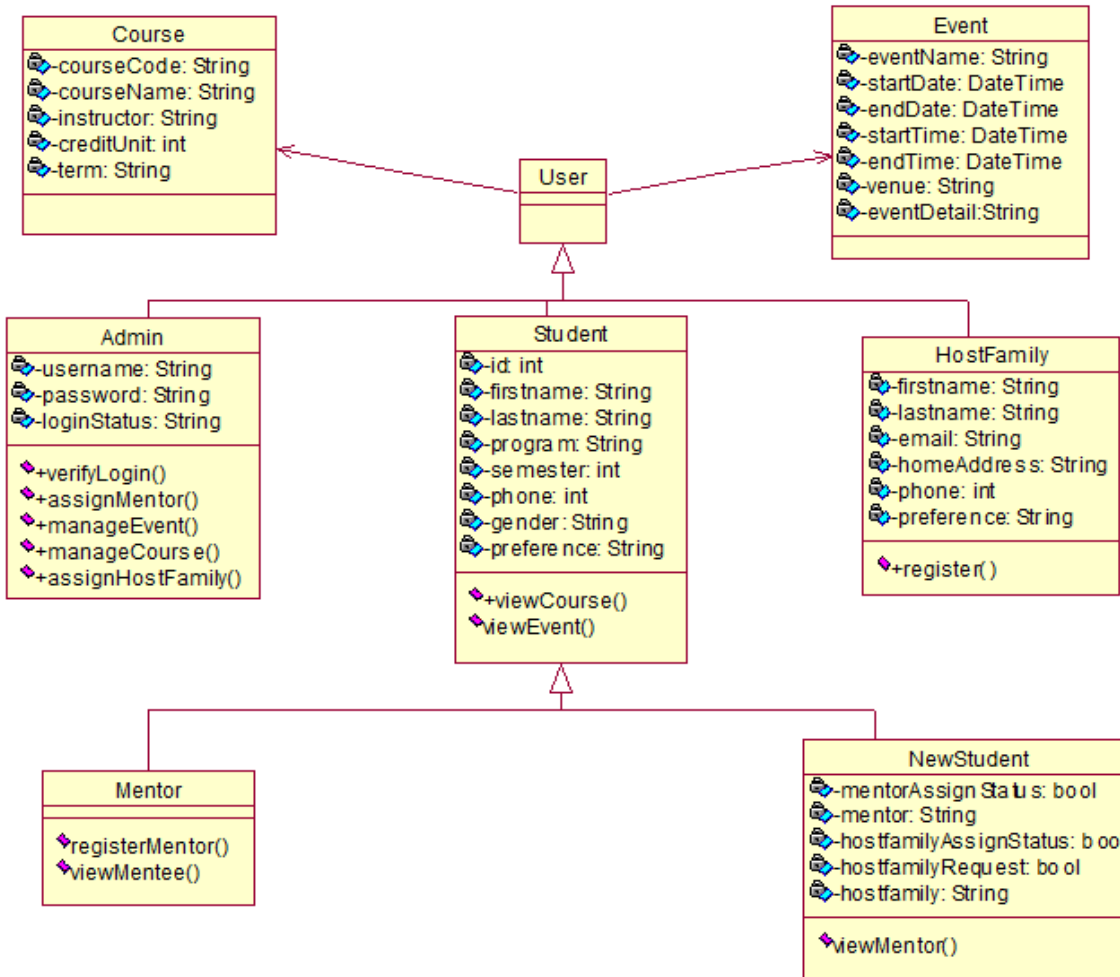 Course
-courseCode: String
-courseName: String
-instructor: String
-creditUnit: int
-term: String
Event
-eventName: String
-startDate: DateTime
-endDate: DateTime
-startTime: DateTime
-endTime: DateTime
-venue: String
-eventDetail:String
User
Admin
-username: String
-password: String
-loginStatus: String
+verifyLogin()
+assignMentor()
+manageEvent()
+manageCourse()
+assignHostFamily()
Student
-id: int
-firstname: String
-lastname: String
-program: String
-semester: int
-phone: int
-gender: String
-preference: String
+viewCourse()
viewEvent()
HostFamily
-firstname: String
-lastname: String
-email: String
-homeAddress: String
-phone: int
-preference: String
+register()
Mentor
registerMentor()
viewMentee()
NewStudent
-mentorAssignStatus: bool
-mentor: String
-hostfamilyAssignStatus: boo
-hostfamilyRequest: bool
-hostfamily: String
viewMentor()